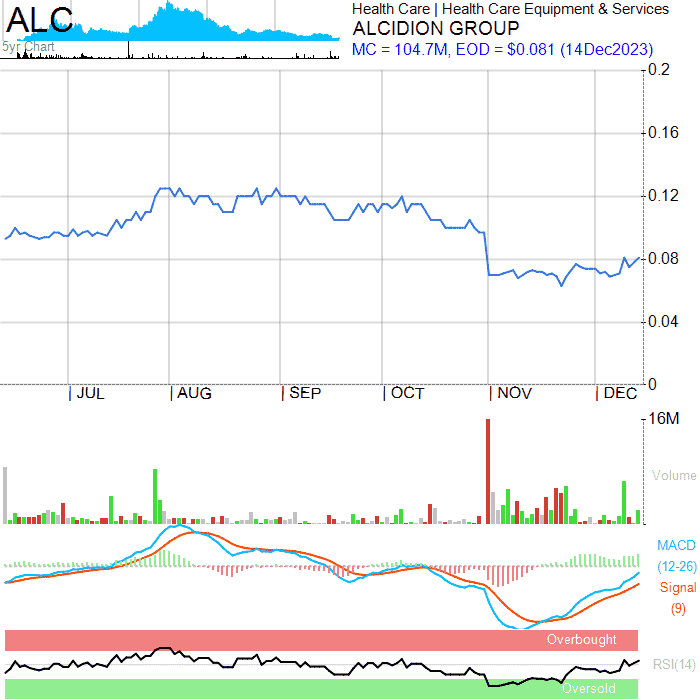 ALC
5yr Chart
Health Care | Health Care Equipment & Services
ALCIDION GROUP
MC = 104.7M, EOD = $0.081 (14Dec2023)
0.2
0.16
0.12
0.08
0.04
0
JUL AUG SEP OCT NOV DEC
16M
Volume
MACD
(12-26)
Signal
(9)
Overbought
RSI(14)
Oversold